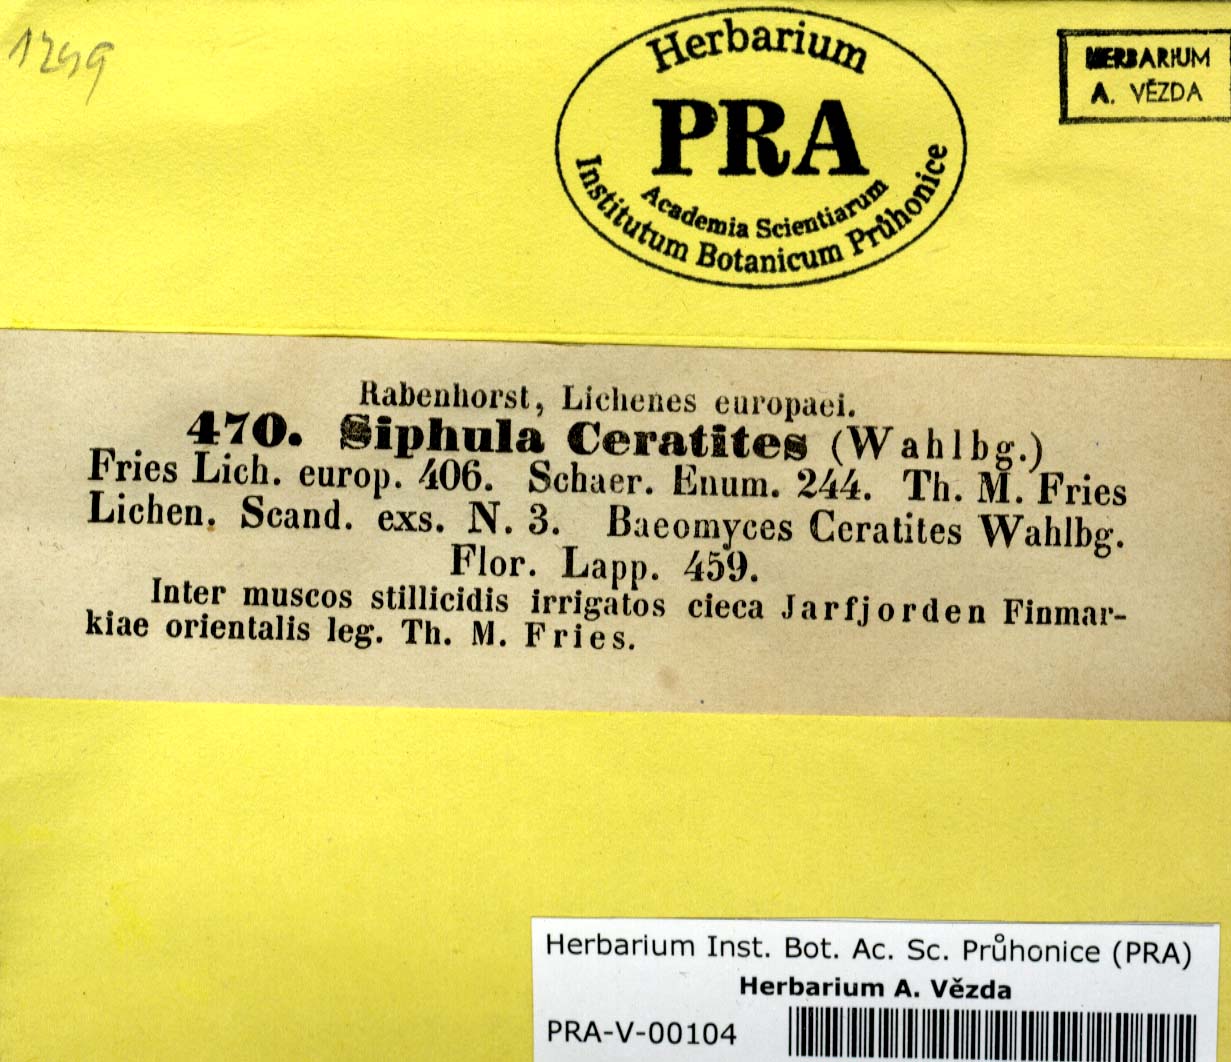 1249
Herbarium
PRA
Academia Scientiarum
Institutum Botanicum Průhonice
HERBARIUM
A. VĚZDA
Rabenhorst, Lichenes europaei.
470. Siphula Ceratites (Wahlbg.)
Fries Lich. europ. 406. Schaer. Enum. 244. Th. M. Fries
Lichen. Scand. exs. N. 3. Baeomyces Ceratites Wahlbg.
Flor. Lapp. 459.
Inter muscos stillicidis irrigatos cieca Jarfjorden Finmar-
kiae orientalis leg. Th. M. Fries.
Herbarium Inst. Bot. Ac. Sc. Průhonice (PRA)
Herbarium A. Vězda
PRA-V-00104